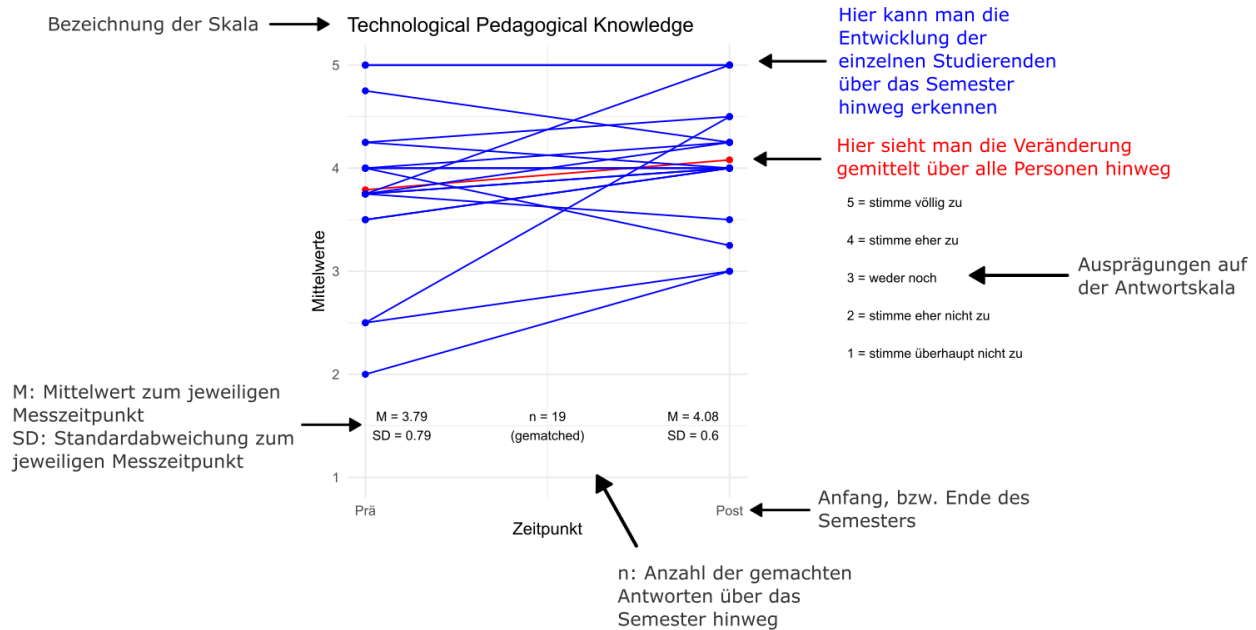 Bezeichnung der Skala
Technological Pedagogical Knowledge
Hier kann man die
Entwicklung der
einzelnen Studierenden
über das Semester
hinweg erkennen
Hier sieht man die Veränderung
gemittelt über alle Personen hinweg
5 = stimme völlig zu
4 = stimme eher zu
3 = weder noch
2 = stimme eher nicht zu
1 = stimme überhaupt nicht zu
Ausprägungen auf
der Antwortskala
Mittelwerte
5
4
3
2
1
M: Mittelwert zum jeweiligen
Messzeitpunkt
SD: Standardabweichung zum
jeweiligen Messzeitpunkt
M = 3.79
SD = 0.79
n = 19
(gematched)
M = 4.08
SD = 0.6
Prä
Post
Zeitpunkt
Anfang, bzw. Ende des
Semesters
n: Anzahl der gemachten
Antworten über das
Semester hinweg